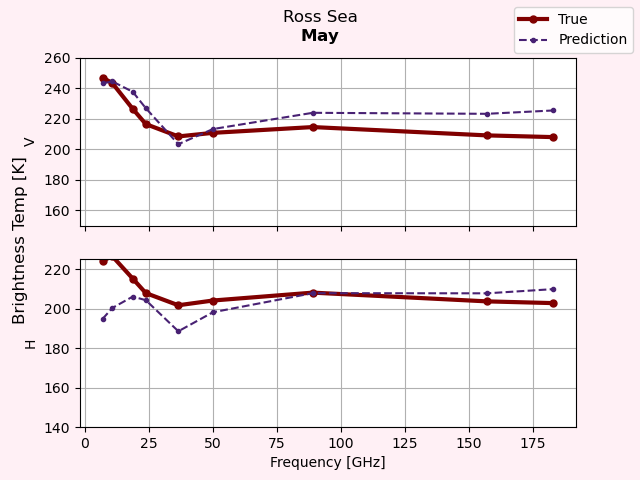 Ross Sea
May
True
Prediction
260
240
220
200
180
160
V
Brightness Temp [K]
220
200
180
160
140
H
0 25 50 75 100 125 150 175
Frequency [GHz]